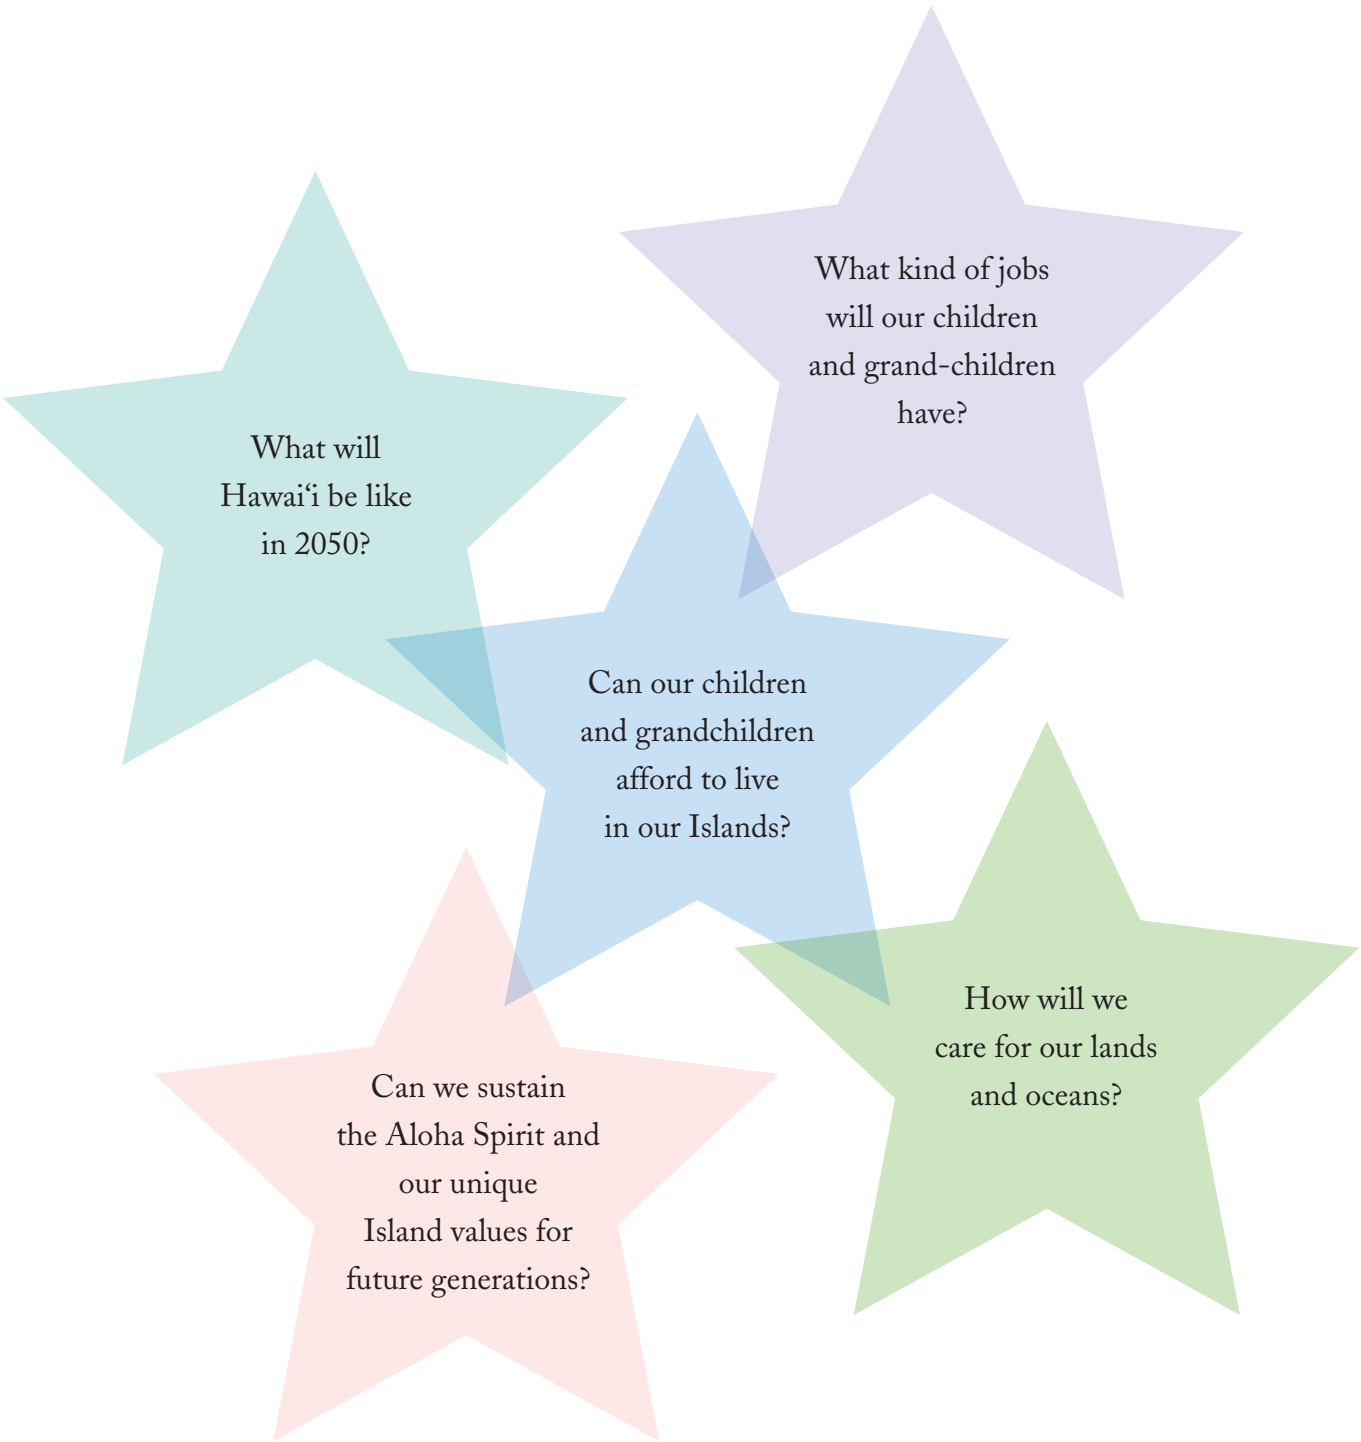 What kind of jobs
will our children
and grand-children
have?
What will
Hawai‘i be like
in 2050?
Can our children
and grandchildren
afford to live
in our Islands?
How will we
care for our lands
and oceans?
Can we sustain
the Aloha Spirit and
our unique
Island values for
future generations?